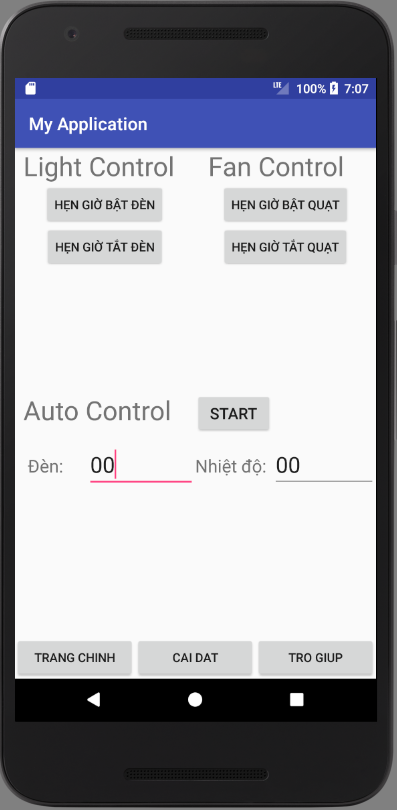 LTE 100% 7:07
My Application
Light Control Fan Control
HẸN GIỜ BẬT ĐÈN HẸN GIỜ BẬT QUẠT
HẸN GIỜ TẮT ĐÈN HẸN GIỜ TẮT QUẠT
Auto Control START
Đèn: 00 Nhiệt độ: 00
TRANG CHINH CAI DAT TRO GIUP